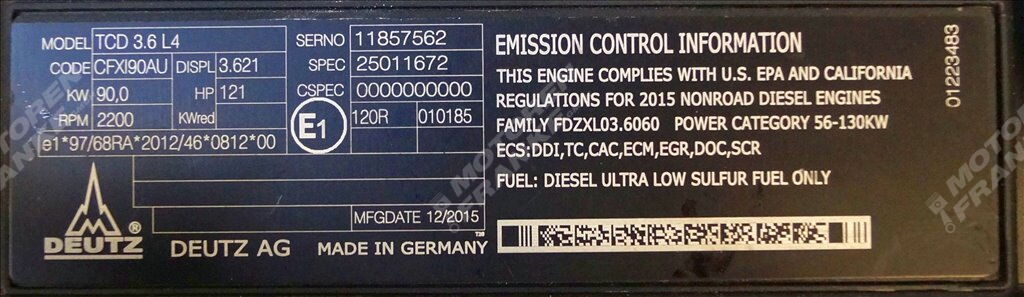 MODEL TCD 3.6 L4
CODE CFXI90AU DISPL 3.621
KW 90,0 HP 121
RPM 2200 KWred
e1*97/68RA*2012/46*0812*00
SERNO 11857562
SPEC 25011672
CSPEC 0000000000
E1 120R 010185
MFGDATE 12/2015
DEUTZ ®
DEUTZ AG MADE IN GERMANY
EMISSION CONTROL INFORMATION
THIS ENGINE COMPLIES WITH U.S. EPA AND CALIFORNIA
REGULATIONS FOR 2015 NONROAD DIESEL ENGINES
FAMILY FDZXL03.6060 POWER CATEGORY 56-130KW
ECS:DDI,TC,CAC,ECM,EGR,DOC,SCR
FUEL: DIESEL ULTRA LOW SULFUR FUEL ONLY
TM
01223483
MOTOREN
FRANK